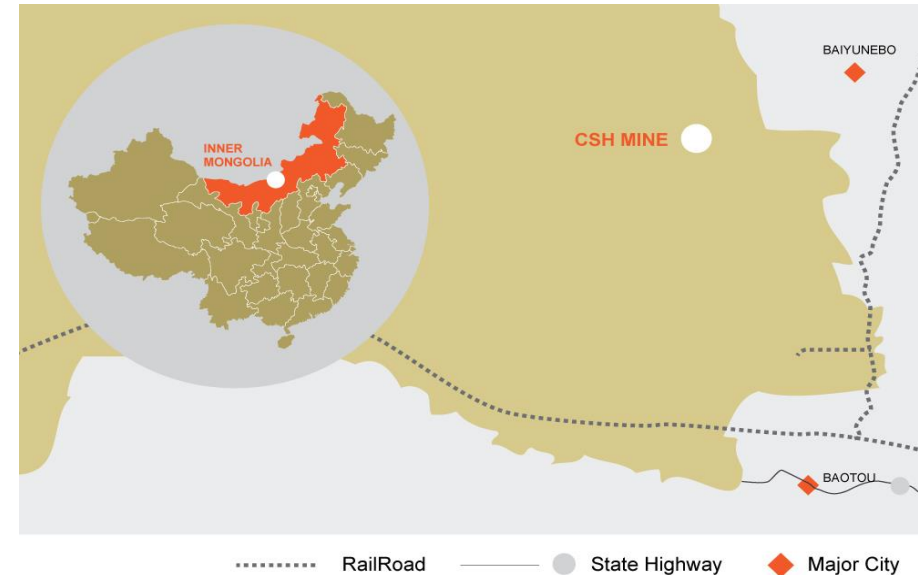 BAIYUNEBO
CSH MINE
INNER
MONGOLIA
BAOTOU
RailRoad
State Highway
Major City